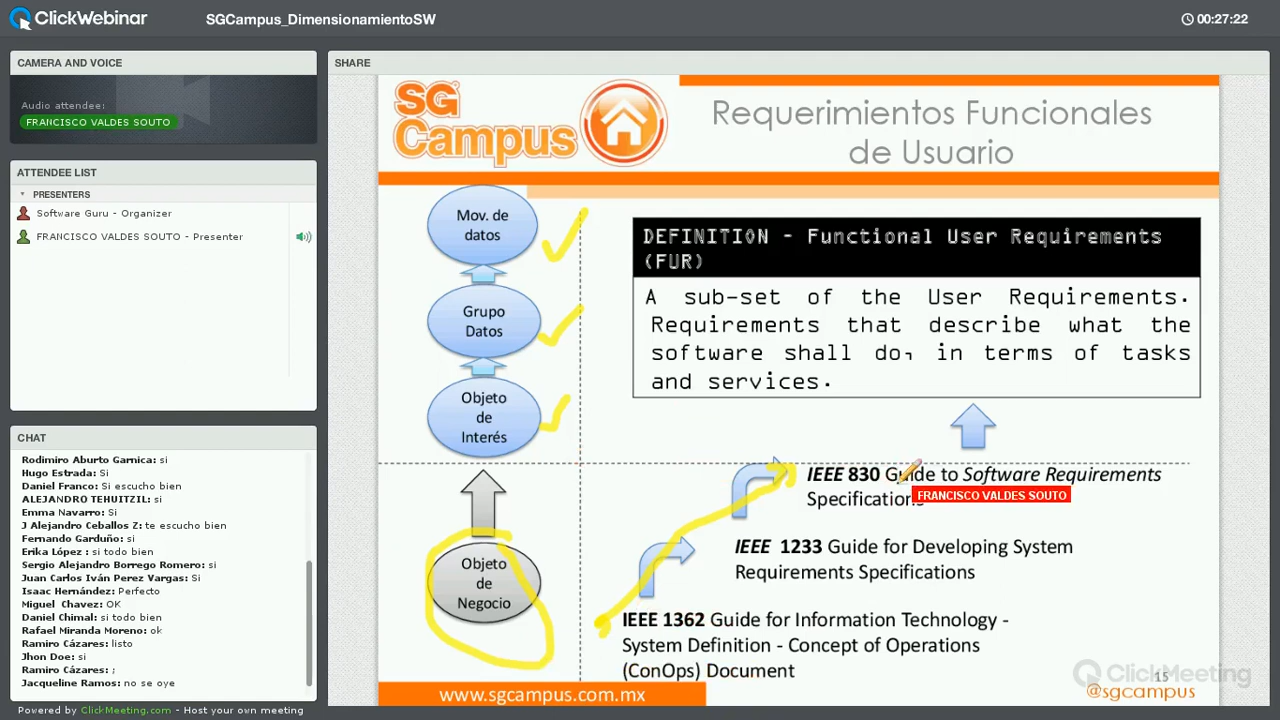 ClickWebinar
SGCampus_DimensionamientoSW
00:27:22
CAMERA AND VOICE
Audio attendee:
FRANCISCO VALDES SOUTO
ATTENDEE LIST
PRESENTERS
Software Guru - Organizer
FRANCISCO VALDES SOUTO - Presenter
CHAT
Rodimiro Aburto Garnica: si
Hugo Estrada: Si
Daniel Franco: Si escucho bien
ALEJANDRO TEHUITZIL: si
Emma Navarro: Si
J Alejandro Ceballos Z: te escucho bien
Fernando Garduño: si
Erika López : si todo bien
Sergio Alejandro Borrego Romero: si
Juan Carlos Iván Perez Vargas: Si
Isaac Hernández: Perfecto
Miguel Chavez: OK
Daniel Chimal: si todo bien
Rafael Miranda Moreno: ok
Ramiro Cázares: listo
Jhon Doe: si
Ramiro Cázares: ;
Jacqueline Ramos: no se oye
Powered by ClickMeeting.com - Host your own meeting
SHARE
SG
Campus
Requerimientos Funcionales
de Usuario
Mov. de
datos
Grupo
Datos
Objeto
de
Interés
Objeto
de
Negocio
DEFINITION - Functional User Requirements
(FUR)
A sub-set of the User Requirements.
Requirements that describe what the
software shall do, in terms of tasks
and services.
IEEE 830 Guide to Software Requirements
Specifications
FRANCISCO VALDES SOUTO
IEEE 1233 Guide for Developing System
Requirements Specifications
IEEE 1362 Guide for Information Technology -
System Definition - Concept of Operations
(ConOps) Document
www.sgcampus.com.mx
15
ClickMeeting
@sgcampus